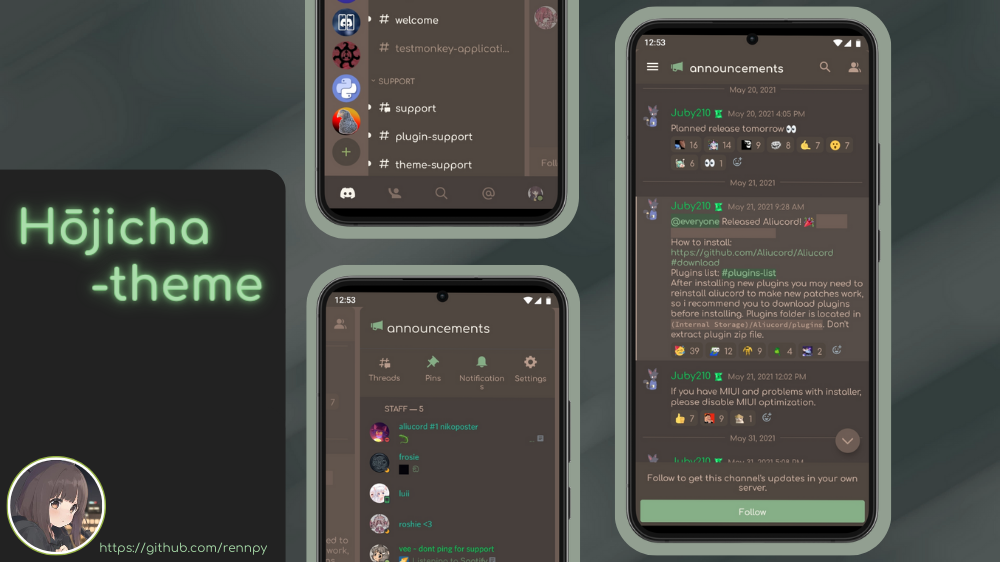 Hōjicha
-theme
https://github.com/rennpy
# welcome
# testmonkey-applicati...
SUPPORT
support
# plugin-support
# theme-support
Foll
12:53
announcements
Threads
Pins
Notification
s
Settings
7
STAFF — 5
aliucord #1 nikoposter
...
frosie
luii
roshie <3
vee - dont ping for support
Listening to Spotify
ed to
work,
12:53
announcements
May 20, 2021
Juby210 May 20, 2021 4:05 PM
Planned release tomorrow 👀
16 14 9 8 7 7
6 1
May 21, 2021
Juby210 May 21, 2021 9:28 AM
@everyone Released Aliucord! 🎉
How to install:
https://github.com/Aliucord/Aliucord
#download
Plugins list: #plugins-list
After installing new plugins you may need to
reinstall aliucord to make new patches work,
so i recommend you to download plugins
before installing. Plugins folder is located in
(Internal Storage)/Aliucord/plugins. Don't
extract plugin zip file.
39 12 9 4 2
Juby210 May 21, 2021 12:02 PM
If you have MIUI and problems with installer,
please disable MIUI optimization.
7 9 1
May 31, 2021
Juby210 May 31, 2021 5:08 AM
Follow to get this channel's updates in your own
server.
Follow